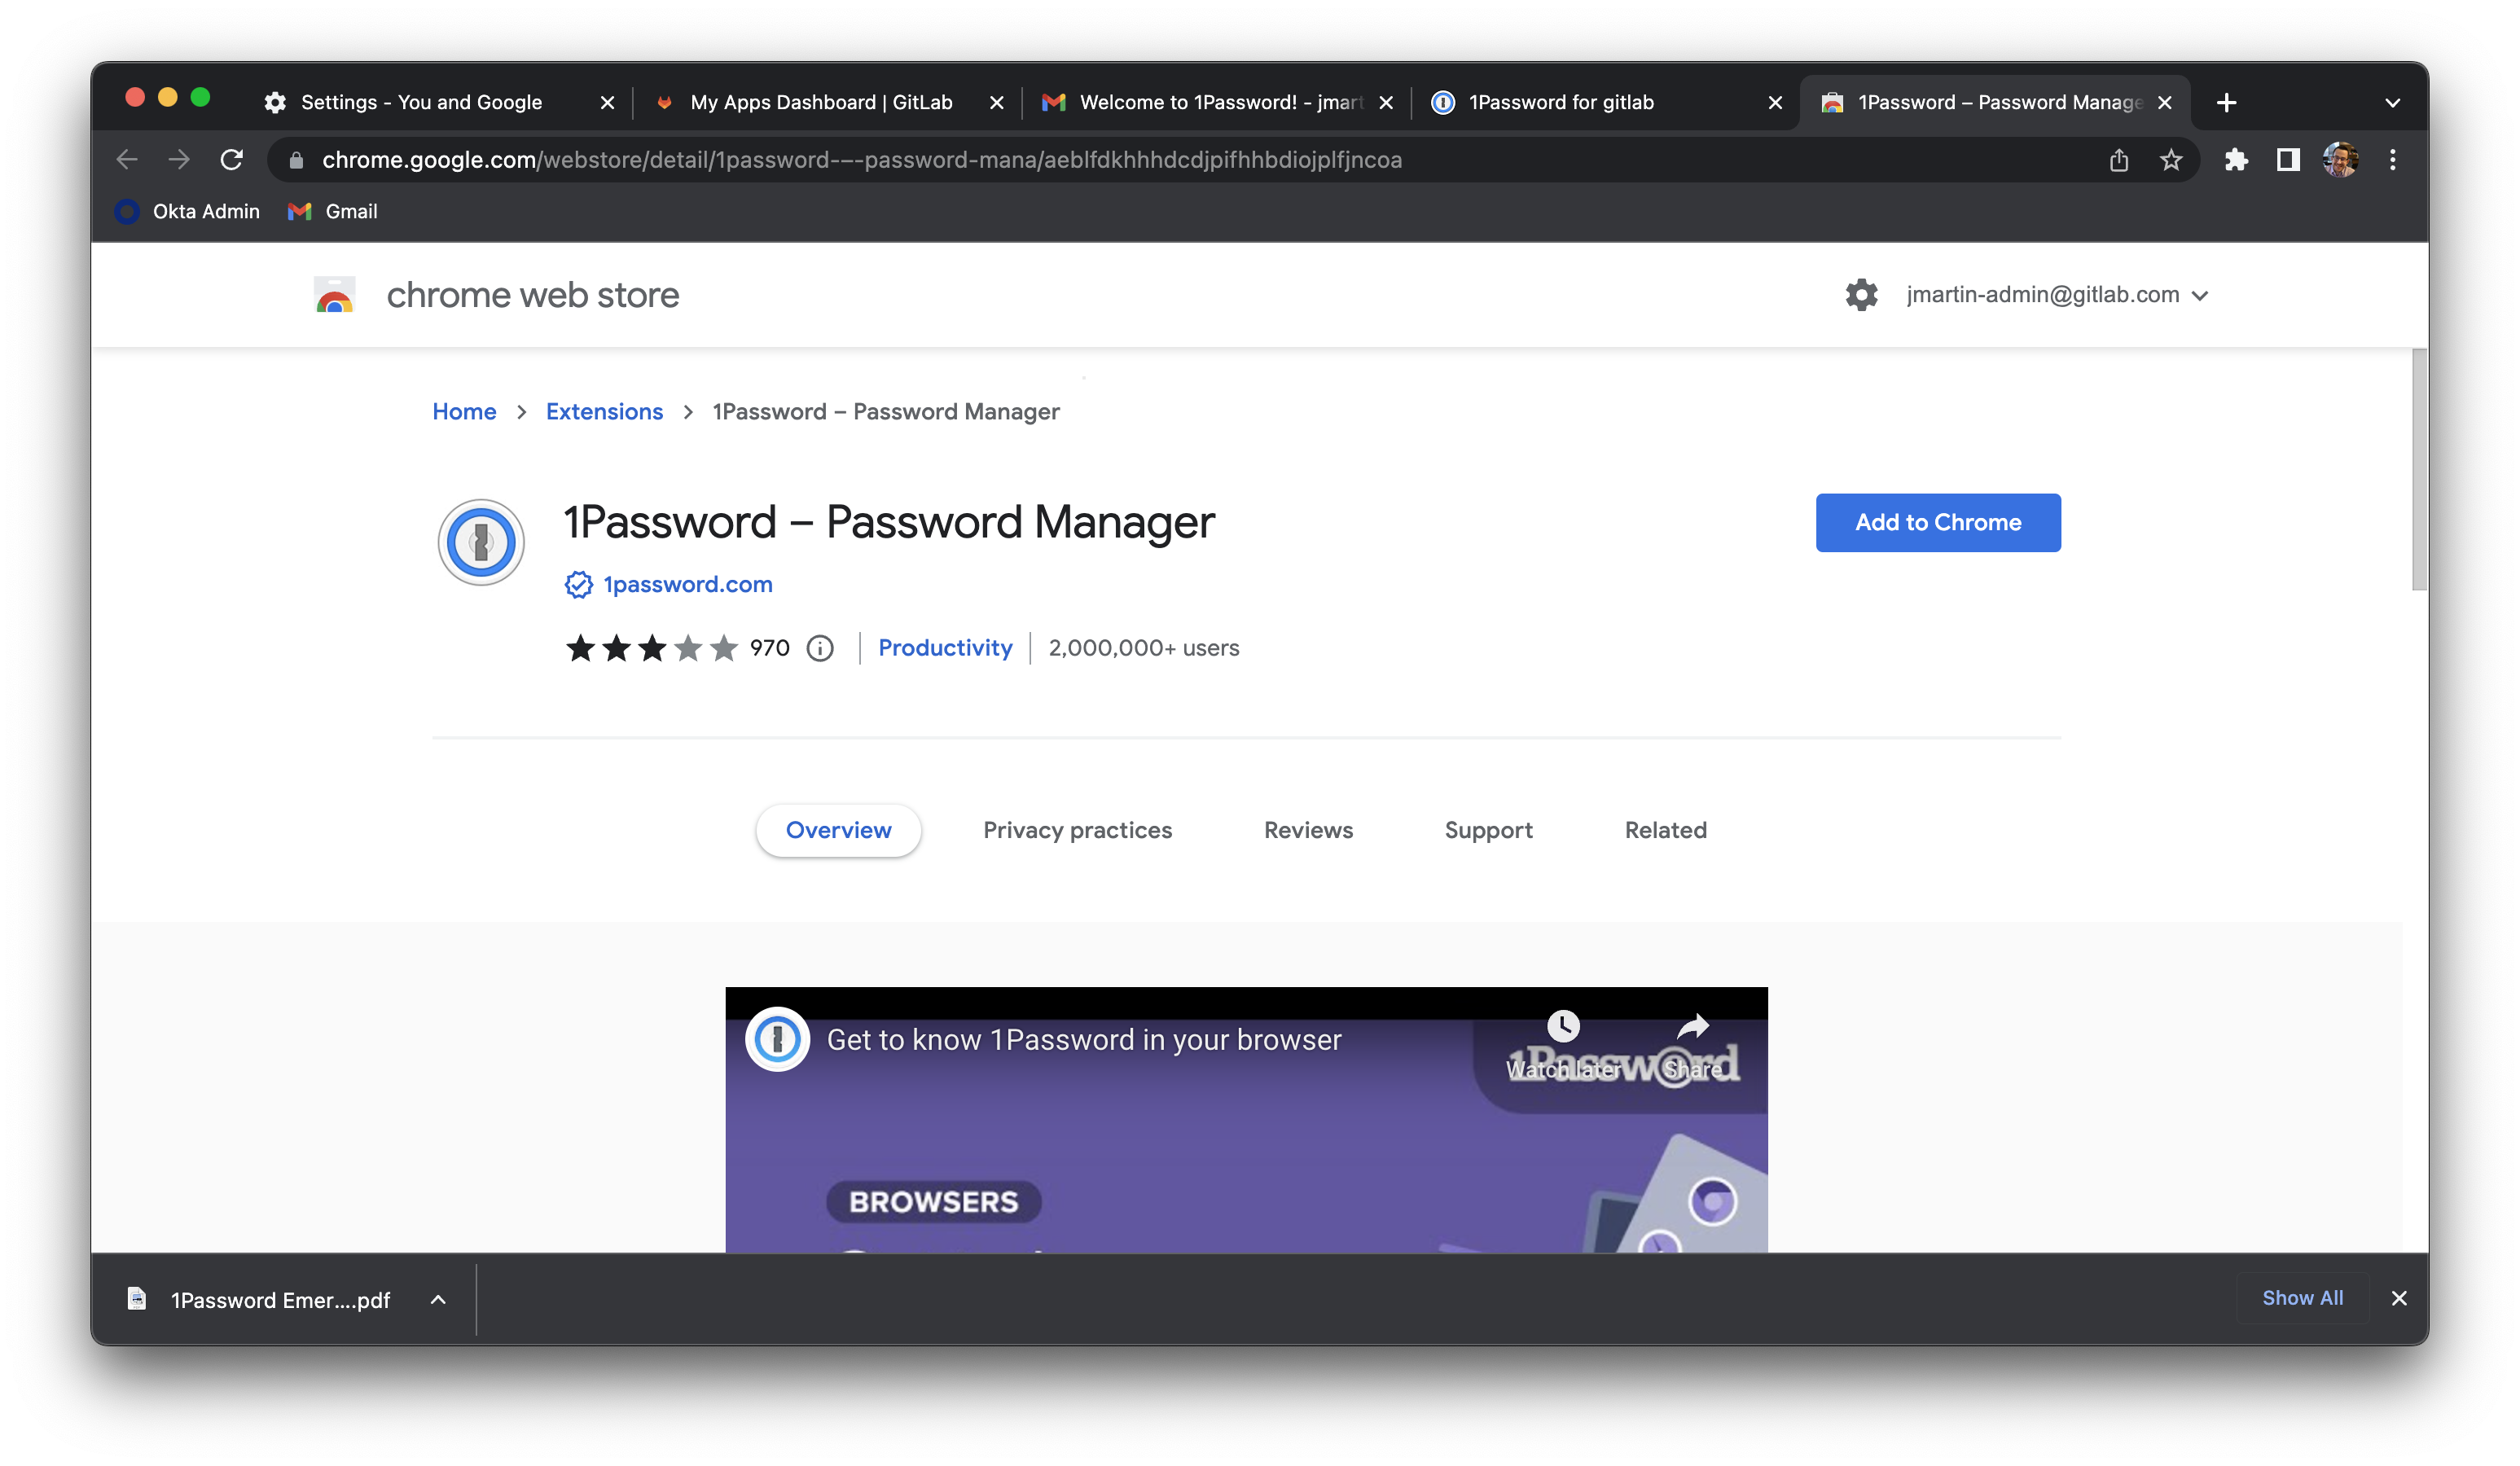 Settings - You and Google
My Apps Dashboard | GitLab
Welcome to 1Password! - jmart
1Password for gitlab
1Password – Password Manage
chrome.google.com/webstore/detail/1password-–-password-mana/aeblfdkhhhdcdjpifhhbdiojplfjncoa
Okta Admin
Gmail
chrome web store
jmartin-admin@gitlab.com
Home > Extensions > 1Password – Password Manager
1Password – Password Manager
Add to Chrome
1password.com
970
Productivity
2,000,000+ users
Overview
Privacy practices
Reviews
Support
Related
Get to know 1Password in your browser
Watch later
Share
1Password
BROWSERS
1Password Emer....pdf
Show All